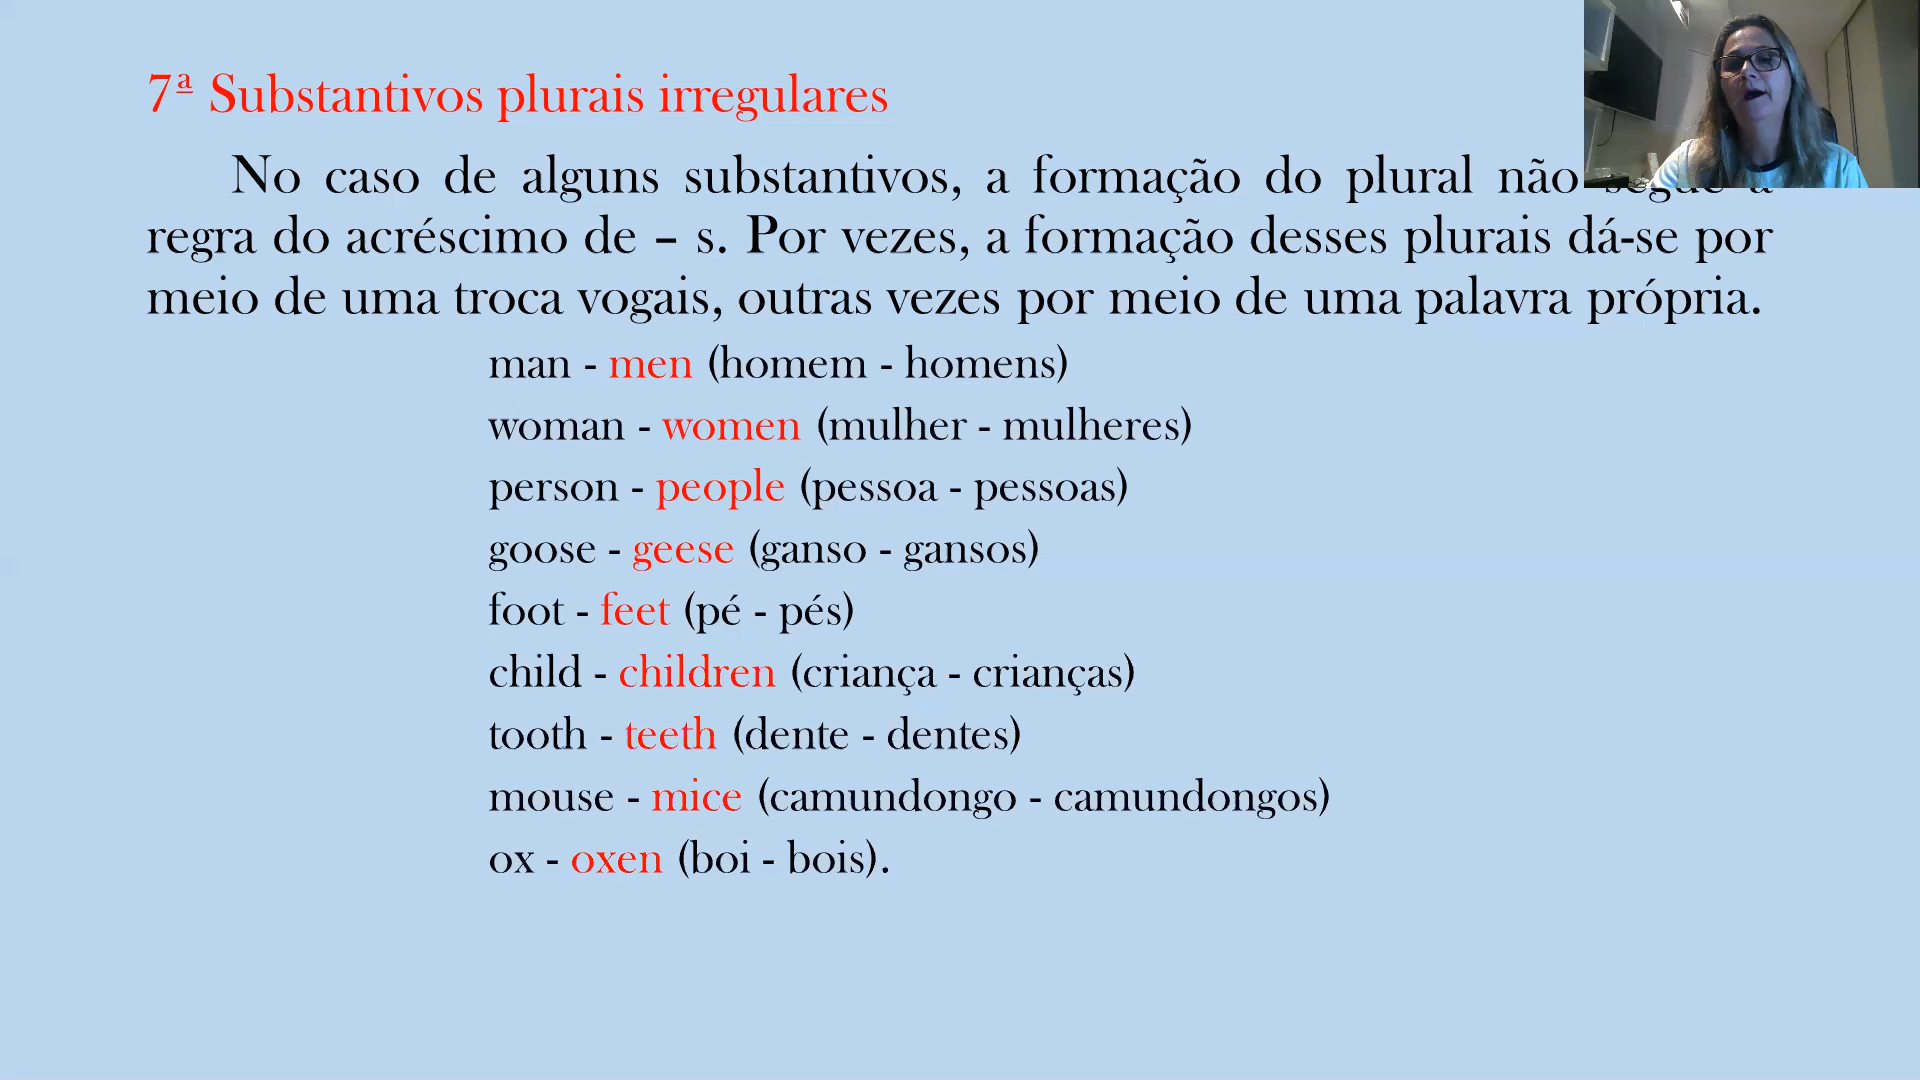 7ª Substantivos plurais irregulares
No caso de alguns substantivos, a formação do plural não
regra do acréscimo de – s. Por vezes, a formação desses plurais dá-se por
meio de uma troca vogais, outras vezes por meio de uma palavra própria.
man - men (homem - homens)
woman - women (mulher - mulheres)
person - people (pessoa - pessoas)
goose - geese (ganso - gansos)
foot - feet (pé - pés)
child - children (criança - crianças)
tooth - teeth (dente - dentes)
mouse - mice (camundongo - camundongos)
ox - oxen (boi - bois).